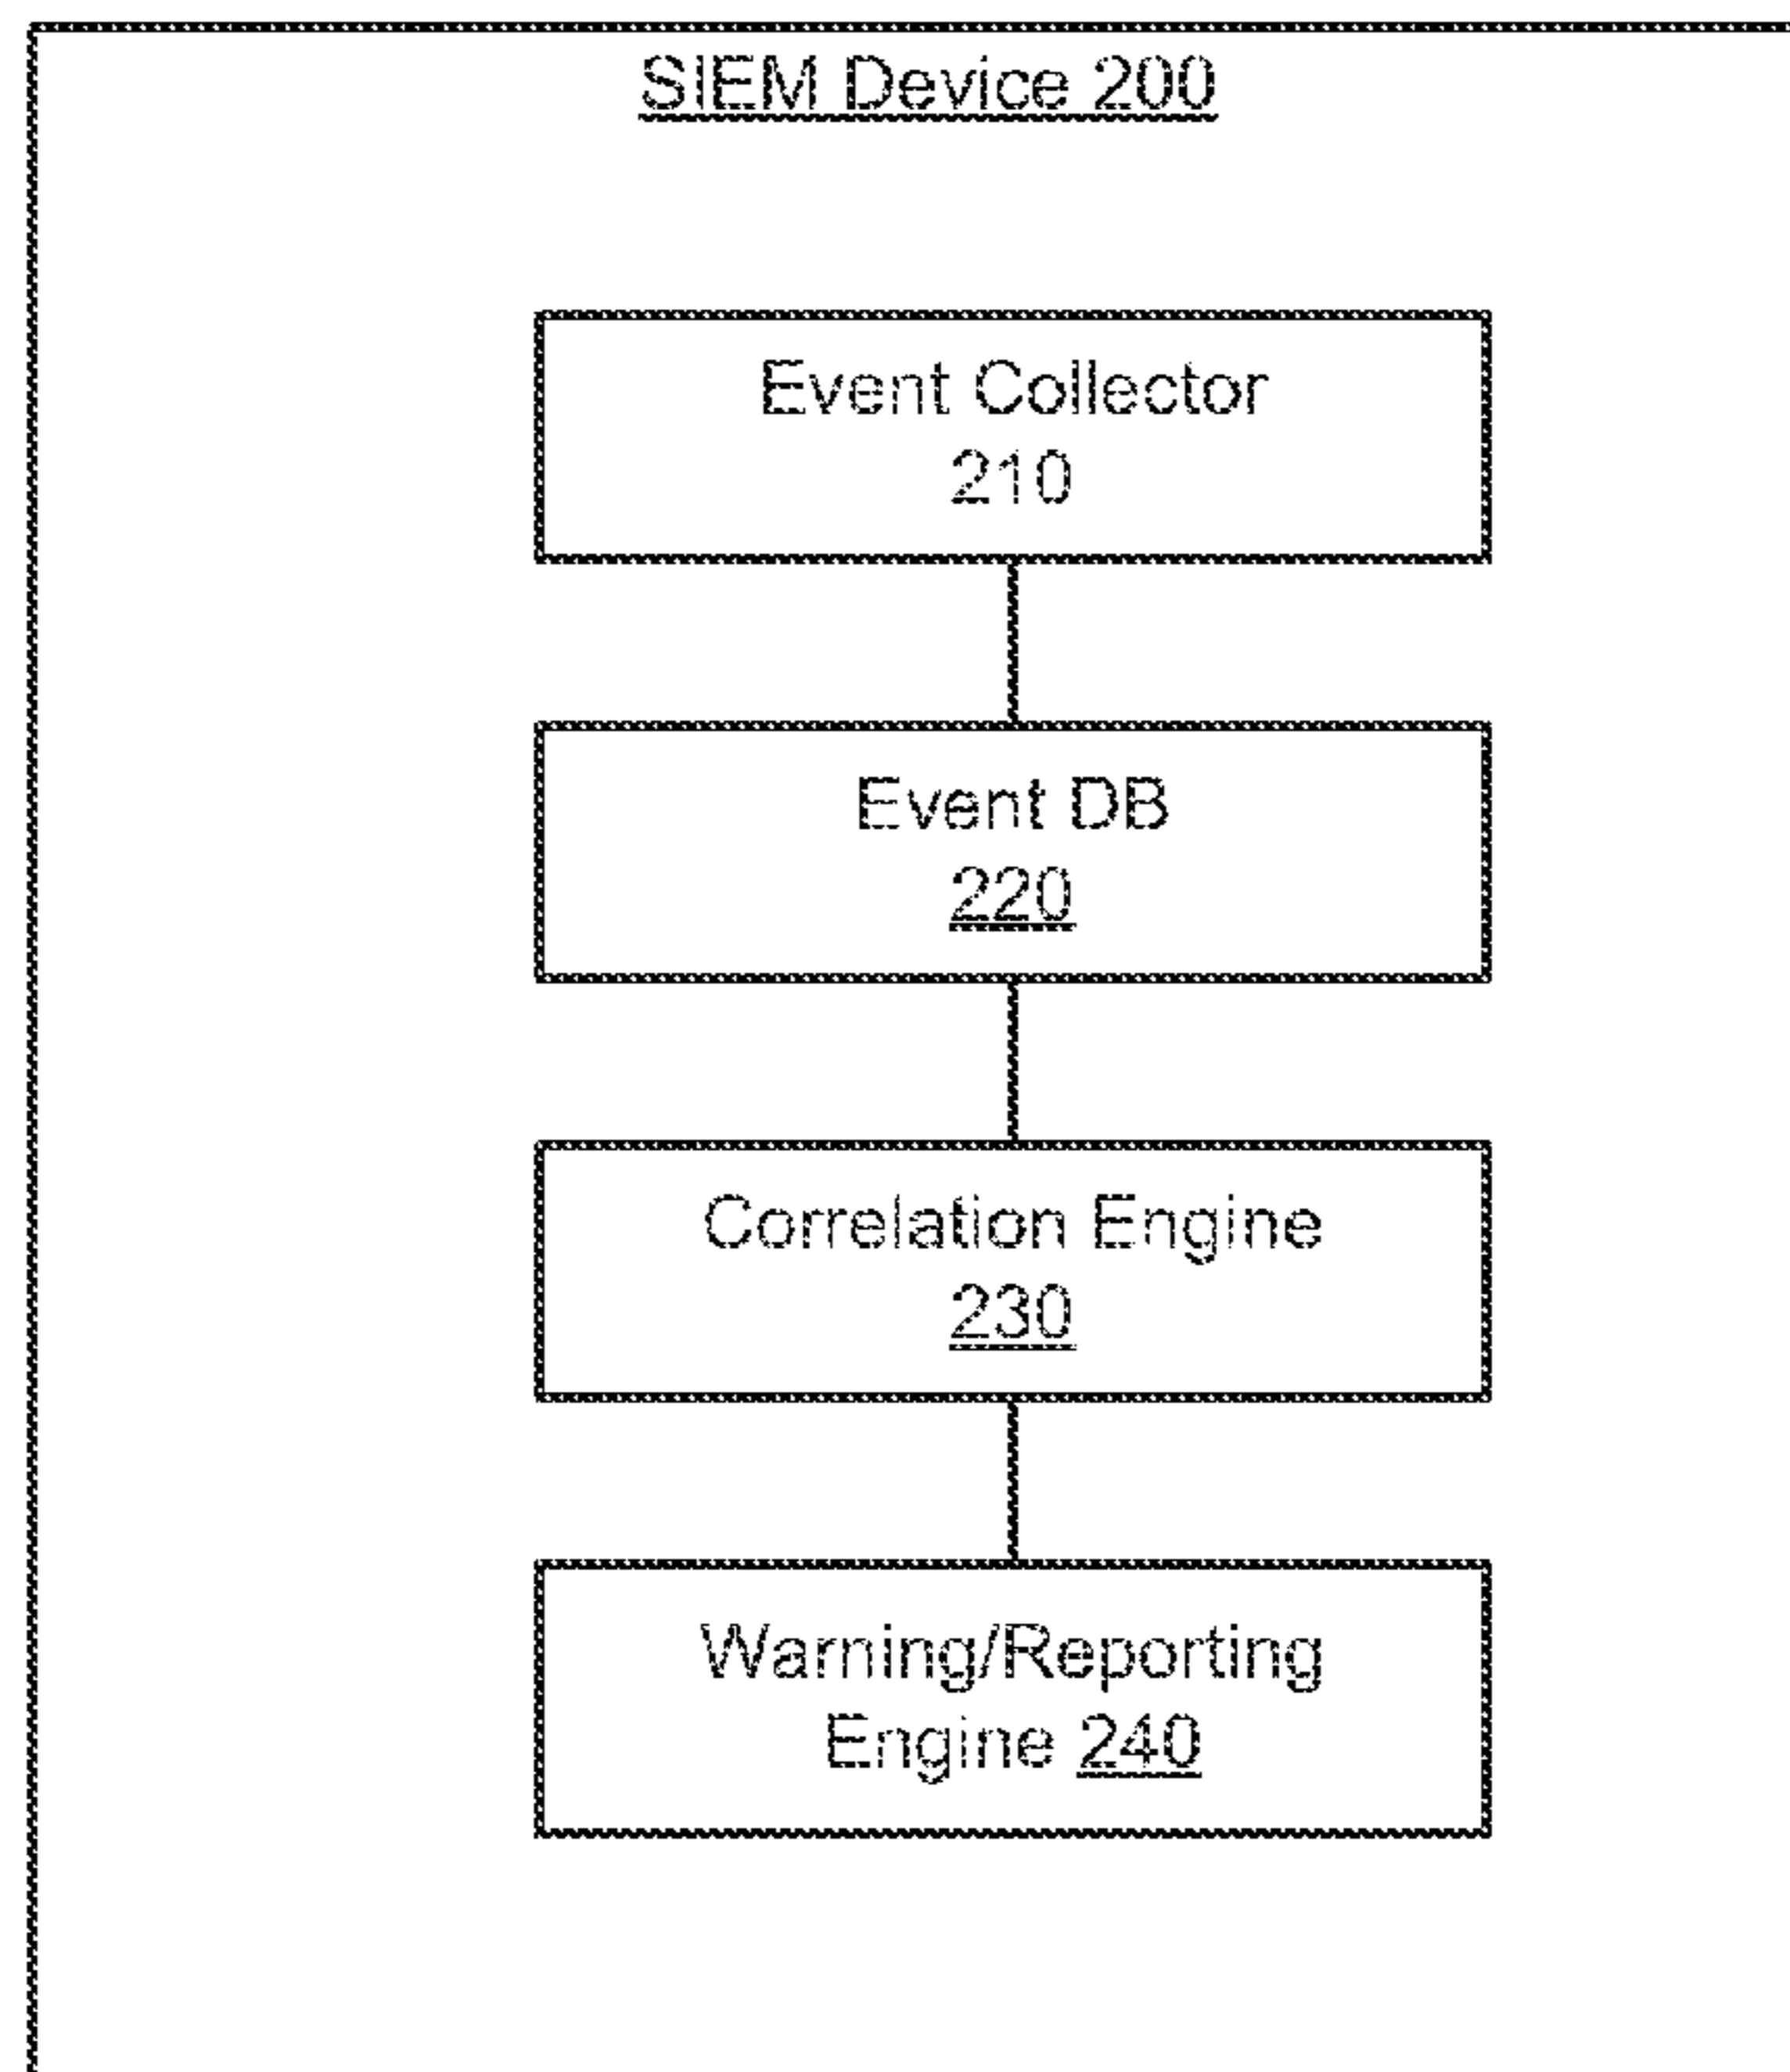 SIEM Device 200
Event Collector
210
Event DB
220
Correlation Engine
230
Warning/Reporting
Engine 240